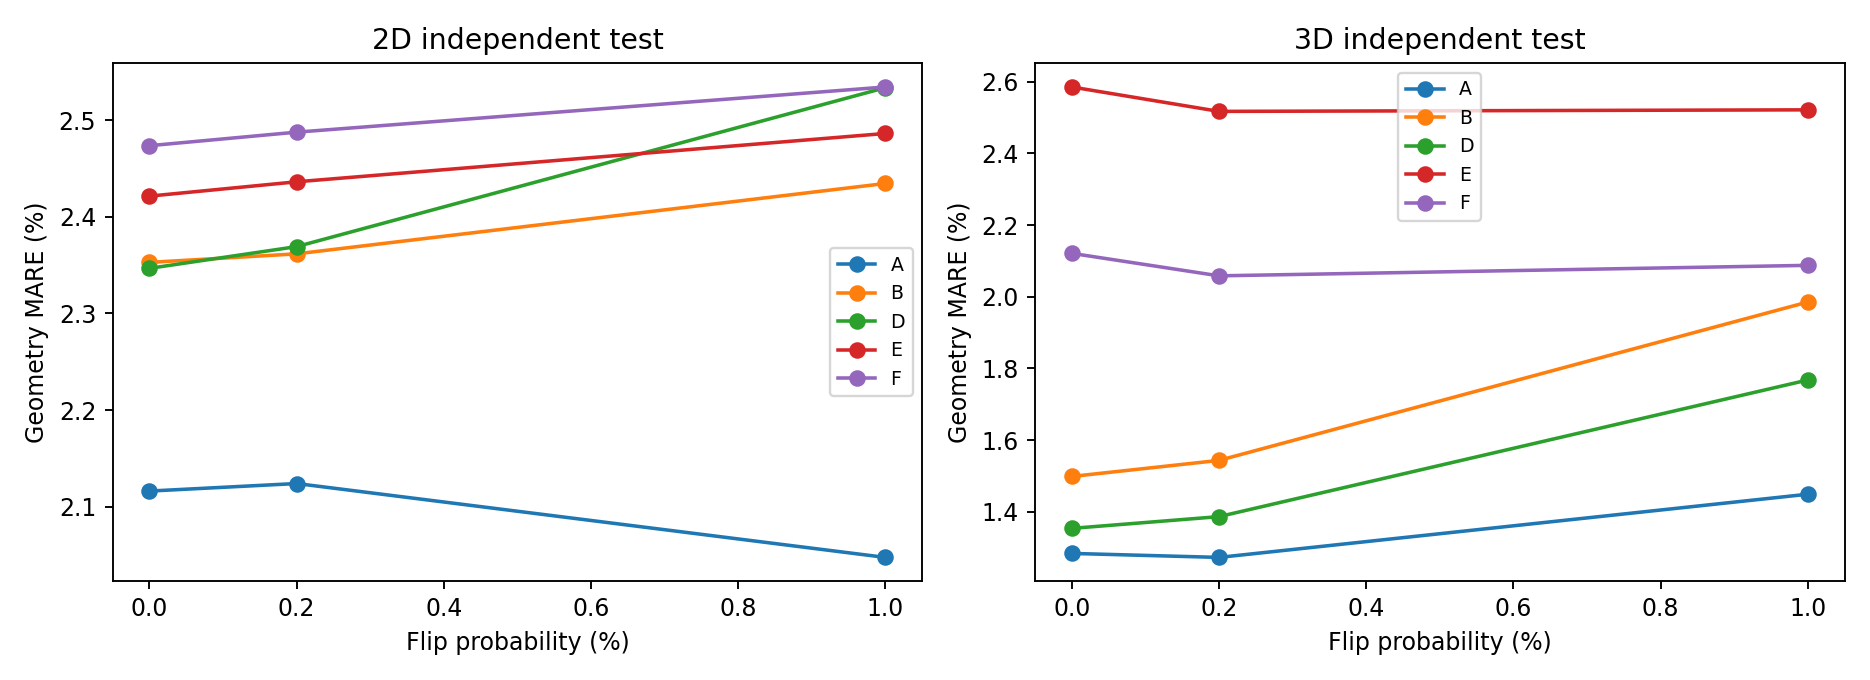 2D independent test
Geometry MARE (%)
2.5
2.4
2.3
2.2
2.1
0.0 0.2 0.4 0.6 0.8 1.0
Flip probability (%)
A
B
D
E
F
3D independent test
Geometry MARE (%)
2.6
2.4
2.2
2.0
1.8
1.6
1.4
0.0 0.2 0.4 0.6 0.8 1.0
Flip probability (%)
A
B
D
E
F